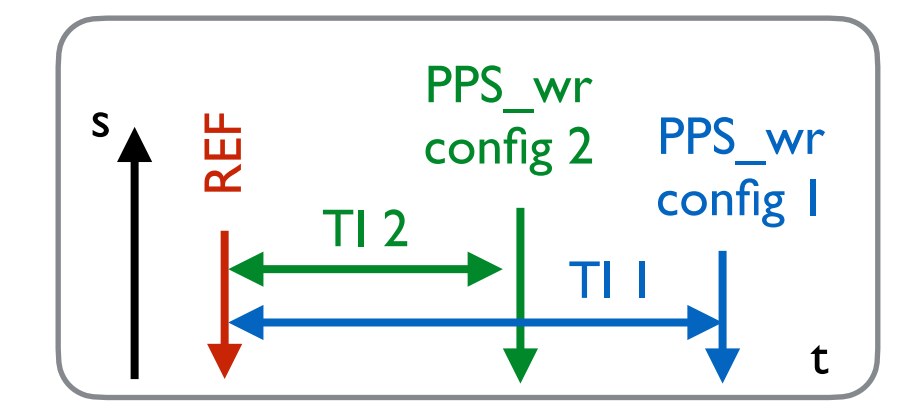 s
REF
PPS_wr
config 2
PPS_wr
config 1
TI 2
TI 1
t